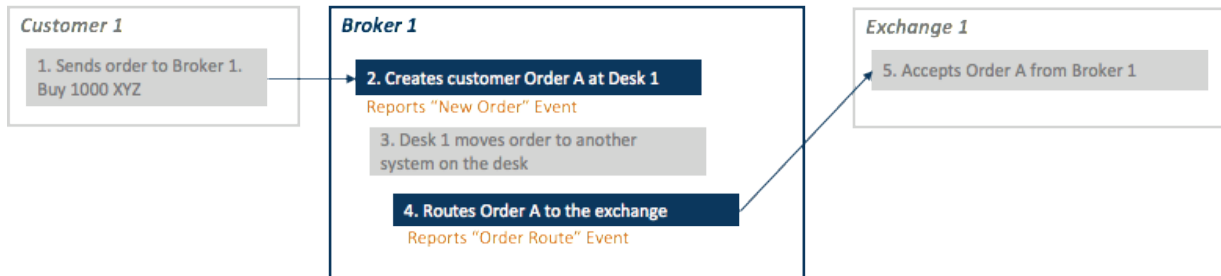 Customer 1
1. Sends order to Broker 1.
Buy 1000 XYZ
Broker 1
2. Creates customer Order A at Desk 1
Reports "New Order" Event
3. Desk 1 moves order to another
system on the desk
4. Routes Order A to the exchange
Reports "Order Route" Event
Exchange 1
5. Accepts Order A from Broker 1